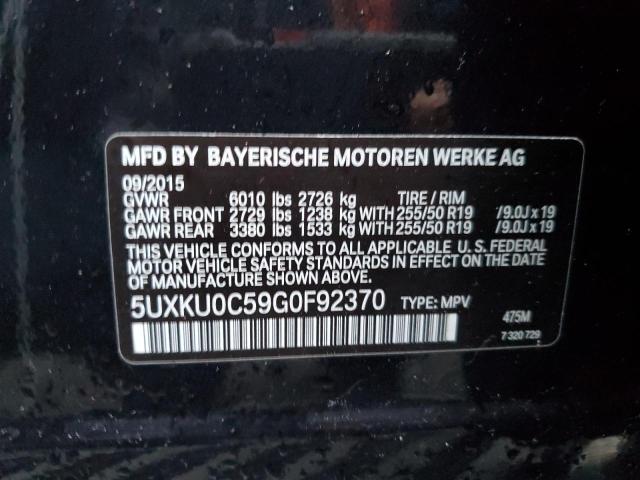 MFD BY BAYERISCHE MOTOREN WERKE AG
09/2015
GVWR 6010 lbs 2726 kg TIRE / RIM
GAWR FRONT 2729 lbs 1238 kg WITH 255/50 R19 /9.0J x 19
GAWR REAR 3380 lbs 1533 kg WITH 255/50 R19 /9.0J x 19
THIS VEHICLE CONFORMS TO ALL APPLICABLE U. S. FEDERAL
MOTOR VEHICLE SAFETY STANDARDS IN EFFECT ON THE DATE
OF MANUFACTURE SHOWN ABOVE.
5UXKU0C59G0F92370 TYPE: MPV 475M
7 320 729